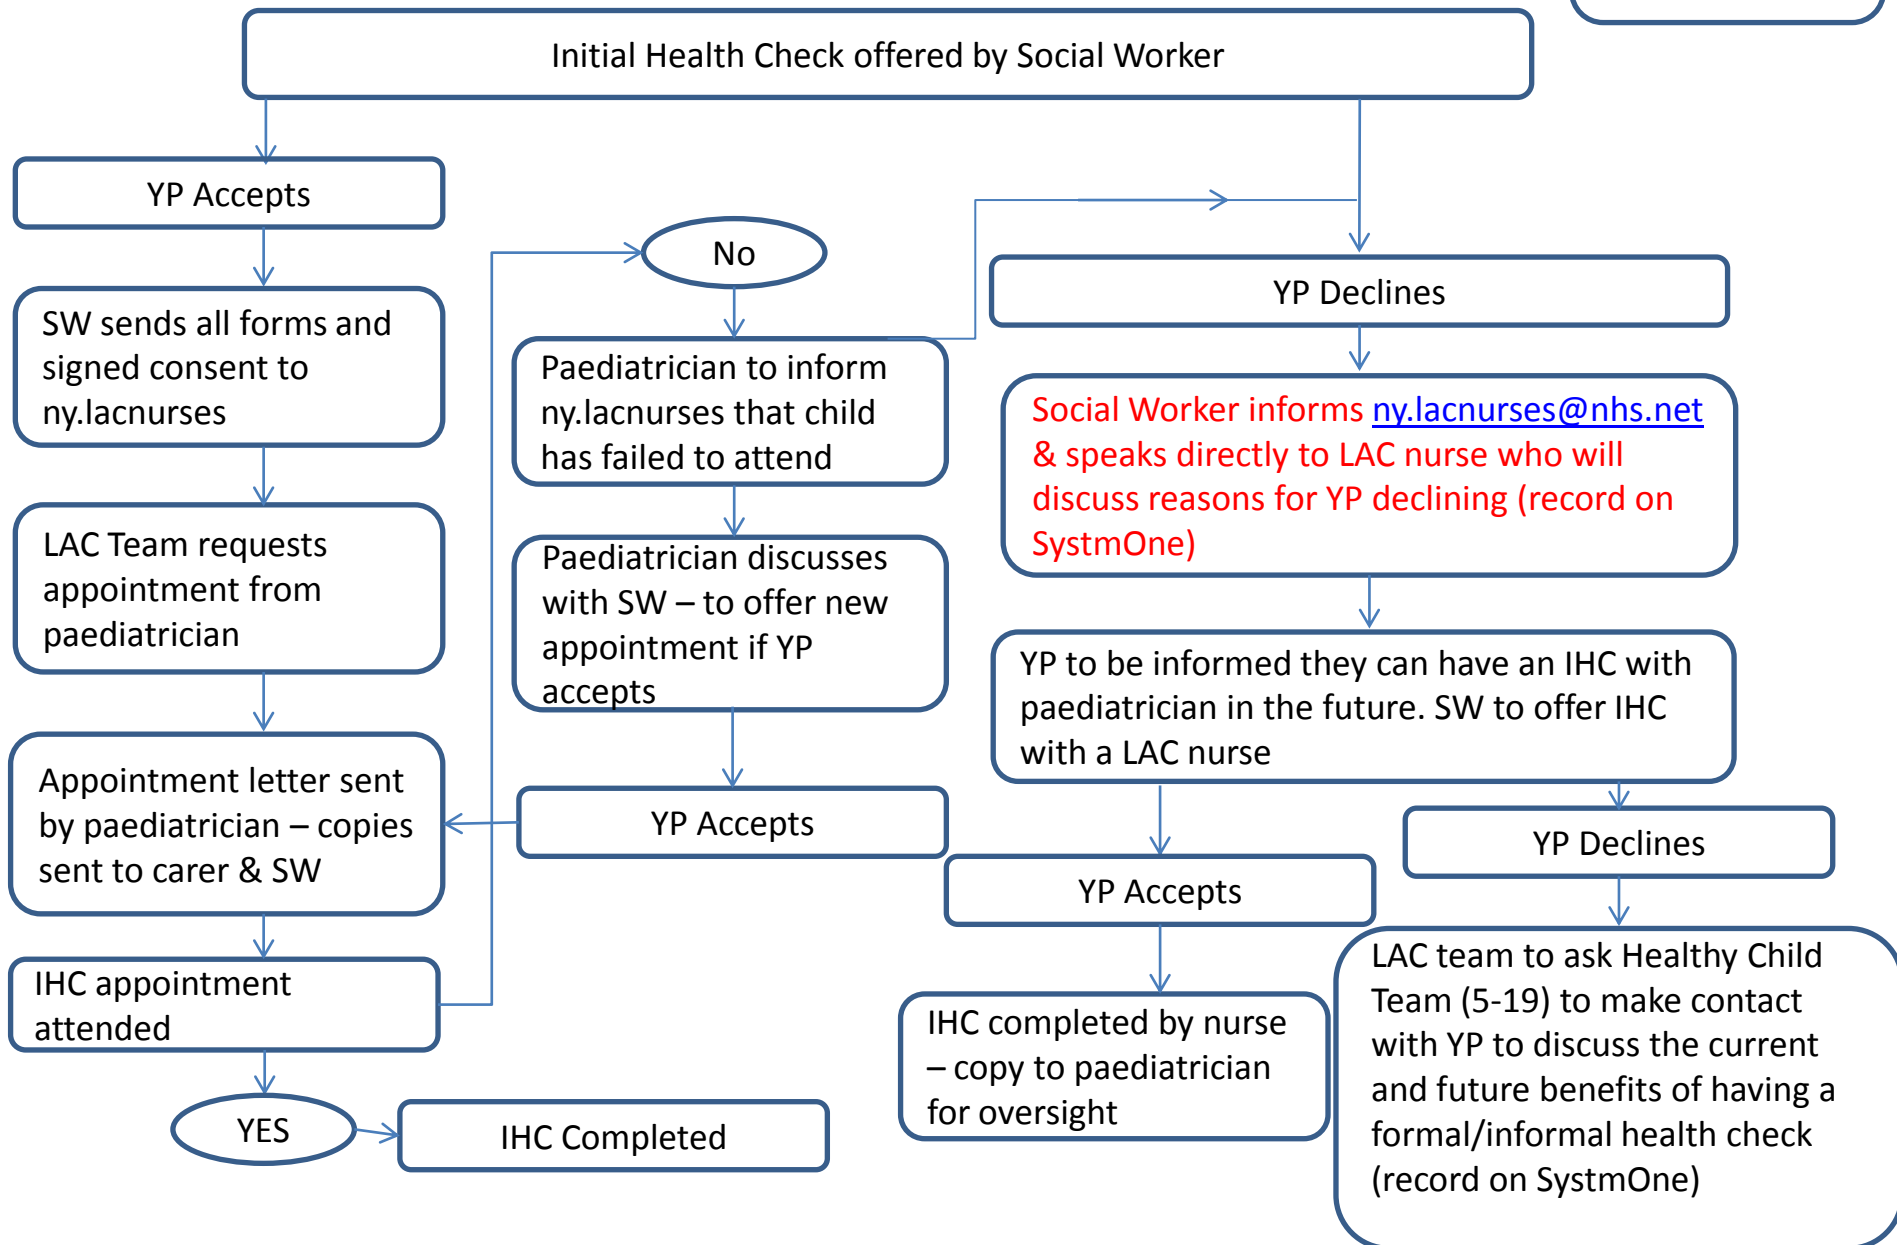 Initial Health Check offered by Social Worker
YP Accepts
SW sends all forms and
signed consent to
ny.lacnurses
LAC Team requests
appointment from
paediatrician
Appointment letter sent
by paediatrician – copies
sent to carer & SW
IHC appointment
attended
YES
IHC Completed
No
Paediatrician to inform
ny.lacnurses that child
has failed to attend
Paediatrician discusses
with SW – to offer new
appointment if YP
accepts
YP Accepts
YP Declines
Social Worker informs ny.lacnurses@nhs.net
& speaks directly to LAC nurse who will
discuss reasons for YP declining (record on
SystmOne)
YP to be informed they can have an IHC with
paediatrician in the future. SW to offer IHC
with a LAC nurse
YP Accepts
IHC completed by nurse
– copy to paediatrician
for oversight
YP Declines
LAC team to ask Healthy Child
Team (5-19) to make contact
with YP to discuss the current
and future benefits of having a
formal/informal health check
(record on SystmOne)